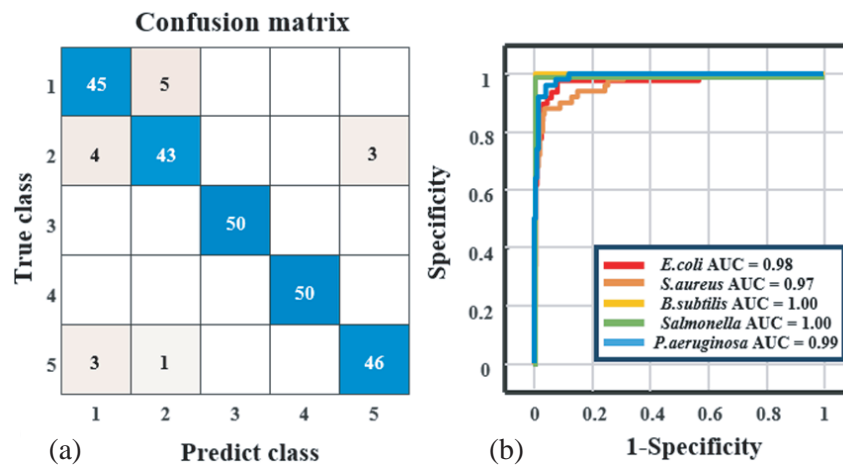 Confusion matrix
True class
1 45 5
2 4 43 3
3 50
4 50
5 3 1 46
1 2 3 4 5
(a) Predict class
Specificity
1
0.8
0.6
0.4
0.2
0
E.coli AUC = 0.98
S.aureus AUC = 0.97
B.subtilis AUC = 1.00
Salmonella AUC = 1.00
P.aeruginosa AUC = 0.99
0 0.2 0.4 0.6 0.8 1
(b) 1-Specificity